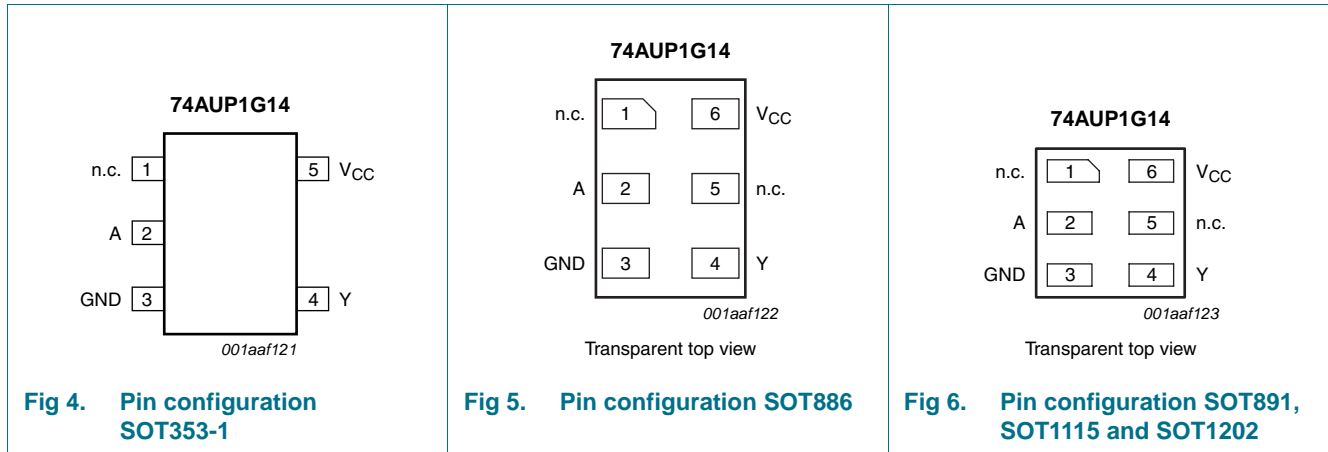 74AUP1G14
n.c. 1
5 VCC
A 2
GND 3
4 Y
001aaf121
Fig 4. Pin configuration
SOT353-1
74AUP1G14
n.c. 1 6 VCC
A 2 5 n.c.
GND 3 4 Y
001aaf122
Transparent top view
Fig 5. Pin configuration SOT886
74AUP1G14
n.c. 1 6 VCC
A 2 5 n.c.
GND 3 4 Y
001aaf123
Transparent top view
Fig 6. Pin configuration SOT891,
SOT1115 and SOT1202